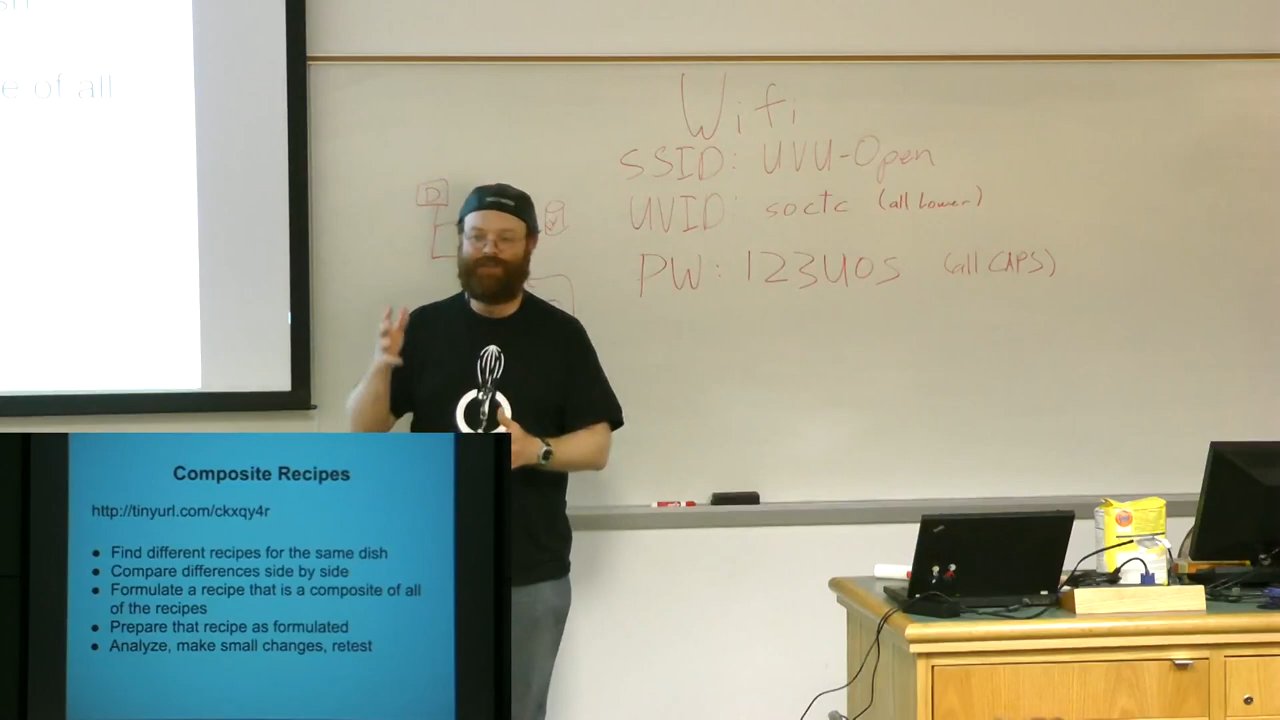 e of all
Wifi
SSID: UVU-Open
UVID: soctc (all Lower)
PW: 123UOS (all CAPS)
D
Composite Recipes
http://tinyurl.com/ckxqy4r
● Find different recipes for the same dish
● Compare differences side by side
● Formulate a recipe that is a composite of all
of the recipes
● Prepare that recipe as formulated
● Analyze, make small changes, retest